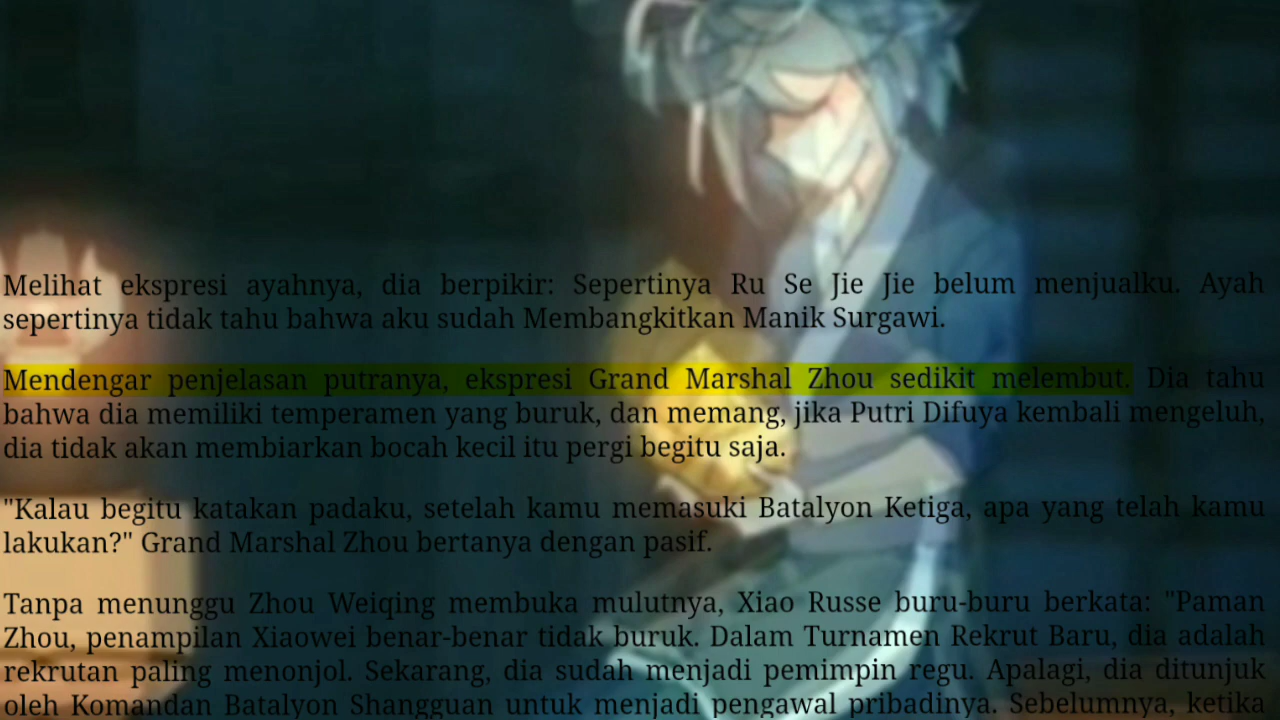 Melihat ekspresi ayahnya, dia berpikir: Sepertinya Ru Se Jie Jie belum menjualku. Ayah
sepertinya tidak tahu bahwa aku sudah Membangkitkan Manik Surgawi.
Mendengar penjelasan putranya, ekspresi Grand Marshal Zhou sedikit melembut. Dia tahu
bahwa dia memiliki temperamen yang buruk, dan memang, jika Putri Difuya kembali mengeluh,
dia tidak akan membiarkan bocah kecil itu pergi begitu saja.
"Kalau begitu katakan padaku, setelah kamu memasuki Batalyon Ketiga, apa yang telah kamu
lakukan?" Grand Marshal Zhou bertanya dengan pasif.
Tanpa menunggu Zhou Weiqing membuka mulutnya, Xiao Russe buru-buru berkata: "Paman
Zhou, penampilan Xiaowei benar-benar tidak buruk. Dalam Turnamen Rekrut Baru, dia adalah
rekrutan paling menonjol. Sekarang, dia sudah menjadi pemimpin regu. Apalagi, dia ditunjuk
oleh Komandan Batalyon Shangguan untuk menjadi pengawal pribadinya. Sebelumnya, ketika